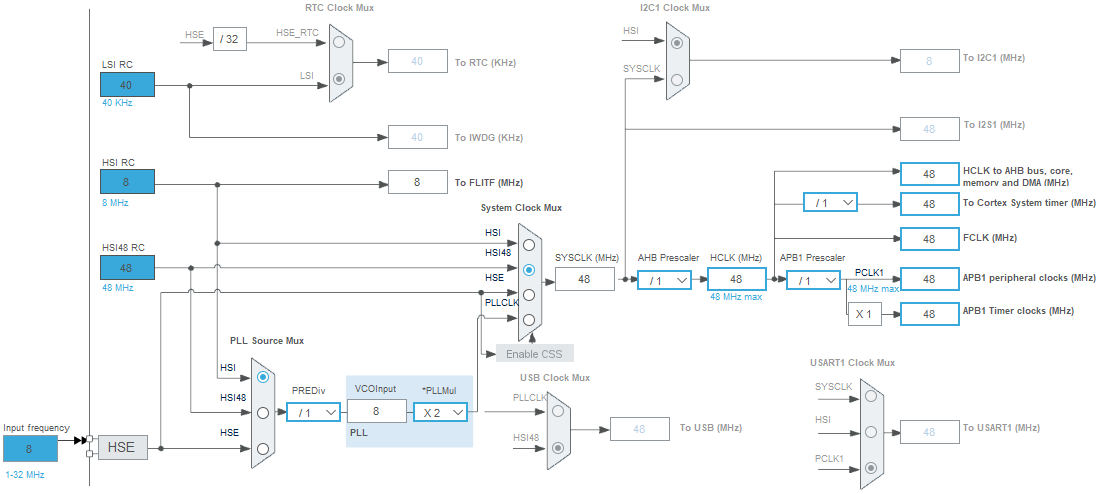 RTC Clock Mux
I2C1 Clock Mux
HSE
/ 32
HSE_RTC
HSI
LSI RC
40
40 KHz
LSI
40
To RTC (KHz)
SYSCLK
8
To I2C1 (MHz)
40
To IWDG (KHz)
48
To I2S1 (MHz)
HSI RC
8
8 MHz
8
To FLITF (MHz)
48
HCLK to AHB bus, core,
memory and DMA (MHz)
/ 1
48
To Cortex System timer (MHz)
System Clock Mux
HSI
48
FCLK (MHz)
HSI48 RC
48
48 MHz
HSI48
HSE
PLLCLK
SYSCLK (MHz)
48
AHB Prescaler
/ 1
HCLK (MHz)
48
48 MHz max
APB1 Prescaler
/ 1
PCLK1
48 MHz max
48
APB1 peripheral clocks (MHz)
X 1
48
APB1 Timer clocks (MHz)
Enable CSS
PLL Source Mux
HSI
HSI48
HSE
PREDiv
/ 1
VCOInput
8
*PLLMul
X 2
PLL
USB Clock Mux
PLLCLK
HSI48
48
To USB (MHz)
USART1 Clock Mux
SYSCLK
HSI
PCLK1
48
To USART1 (MHz)
Input frequency
8
1-32 MHz
HSE